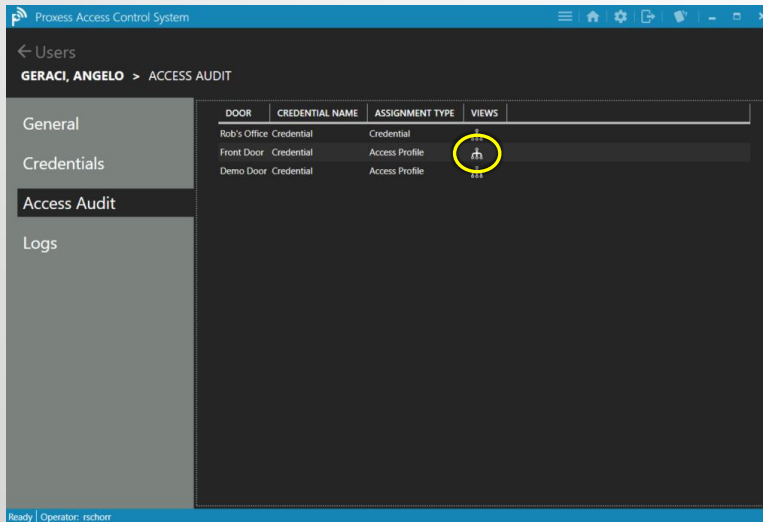 Proxess Access Control System
Users
GERACI, ANGELO > ACCESS AUDIT
General
Credentials
Access Audit
Logs
DOOR CREDENTIAL NAME ASSIGNMENT TYPE VIEWS
Rob's Office Credential Credential
Front Door Credential Access Profile
Demo Door Credential Access Profile
Ready Operator: rschorr